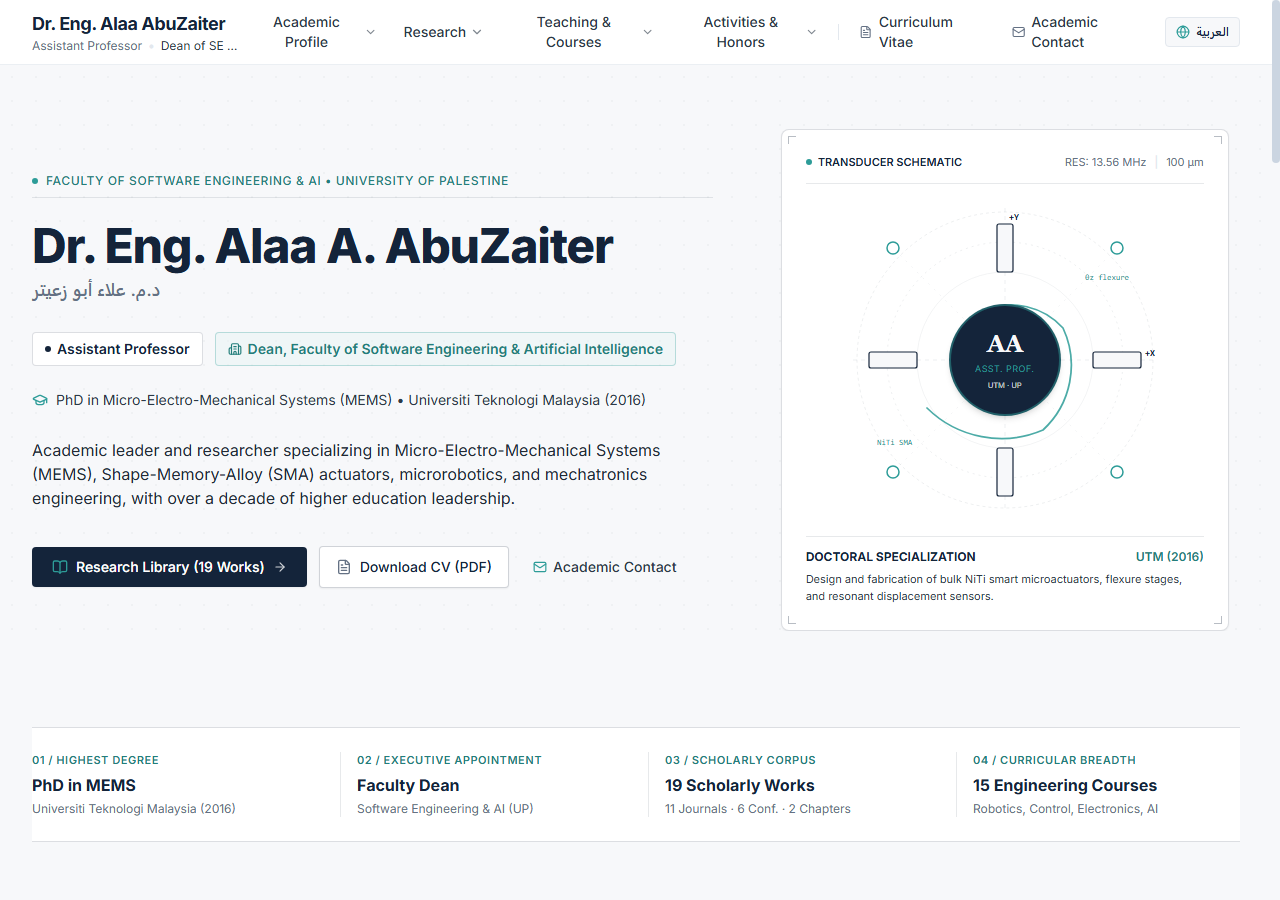 Dr. Eng. Alaa AbuZaiter
Assistant Professor • Dean of SE ...
Academic Profile
Research
Teaching & Courses
Activities & Honors
Curriculum Vitae
Academic Contact
العربية
FACULTY OF SOFTWARE ENGINEERING & AI • UNIVERSITY OF PALESTINE
Dr. Eng. Alaa A. AbuZaiter
د.م. علاء أبو زعيتر
Assistant Professor
Dean, Faculty of Software Engineering & Artificial Intelligence
PhD in Micro-Electro-Mechanical Systems (MEMS) • Universiti Teknologi Malaysia (2016)
Academic leader and researcher specializing in Micro-Electro-Mechanical Systems
(MEMS), Shape-Memory-Alloy (SMA) actuators, microrobotics, and mechatronics
engineering, with over a decade of higher education leadership.
Research Library (19 Works) →
Download CV (PDF)
Academic Contact
TRANSDUCER SCHEMATIC
RES: 13.56 MHz | 100 μm
+Y
θz flexure
AA
ASST. PROF.
UTM · UP
+X
NiTi SMA
DOCTORAL SPECIALIZATION
UTM (2016)
Design and fabrication of bulk NiTi smart microactuators, flexure stages,
and resonant displacement sensors.
01 / HIGHEST DEGREE
PhD in MEMS
Universiti Teknologi Malaysia (2016)
02 / EXECUTIVE APPOINTMENT
Faculty Dean
Software Engineering & AI (UP)
03 / SCHOLARLY CORPUS
19 Scholarly Works
11 Journals · 6 Conf. · 2 Chapters
04 / CURRICULAR BREADTH
15 Engineering Courses
Robotics, Control, Electronics, AI